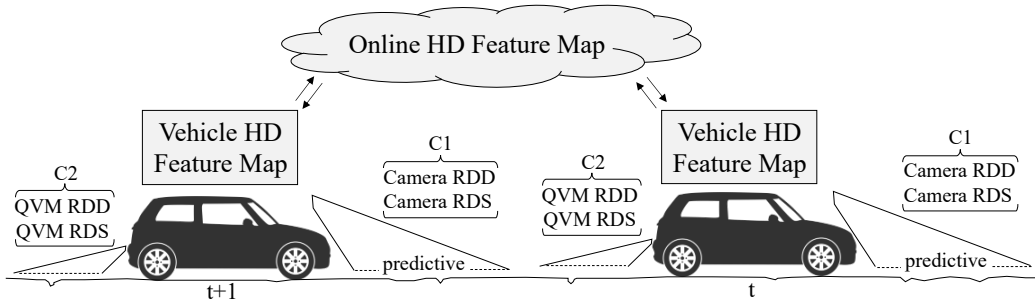 Online HD Feature Map
Vehicle HD
Feature Map
C2
QVM RDD
QVM RDS
C1
Camera RDD
Camera RDS
predictive
t+1
Vehicle HD
Feature Map
C2
QVM RDD
QVM RDS
C1
Camera RDD
Camera RDS
predictive
t